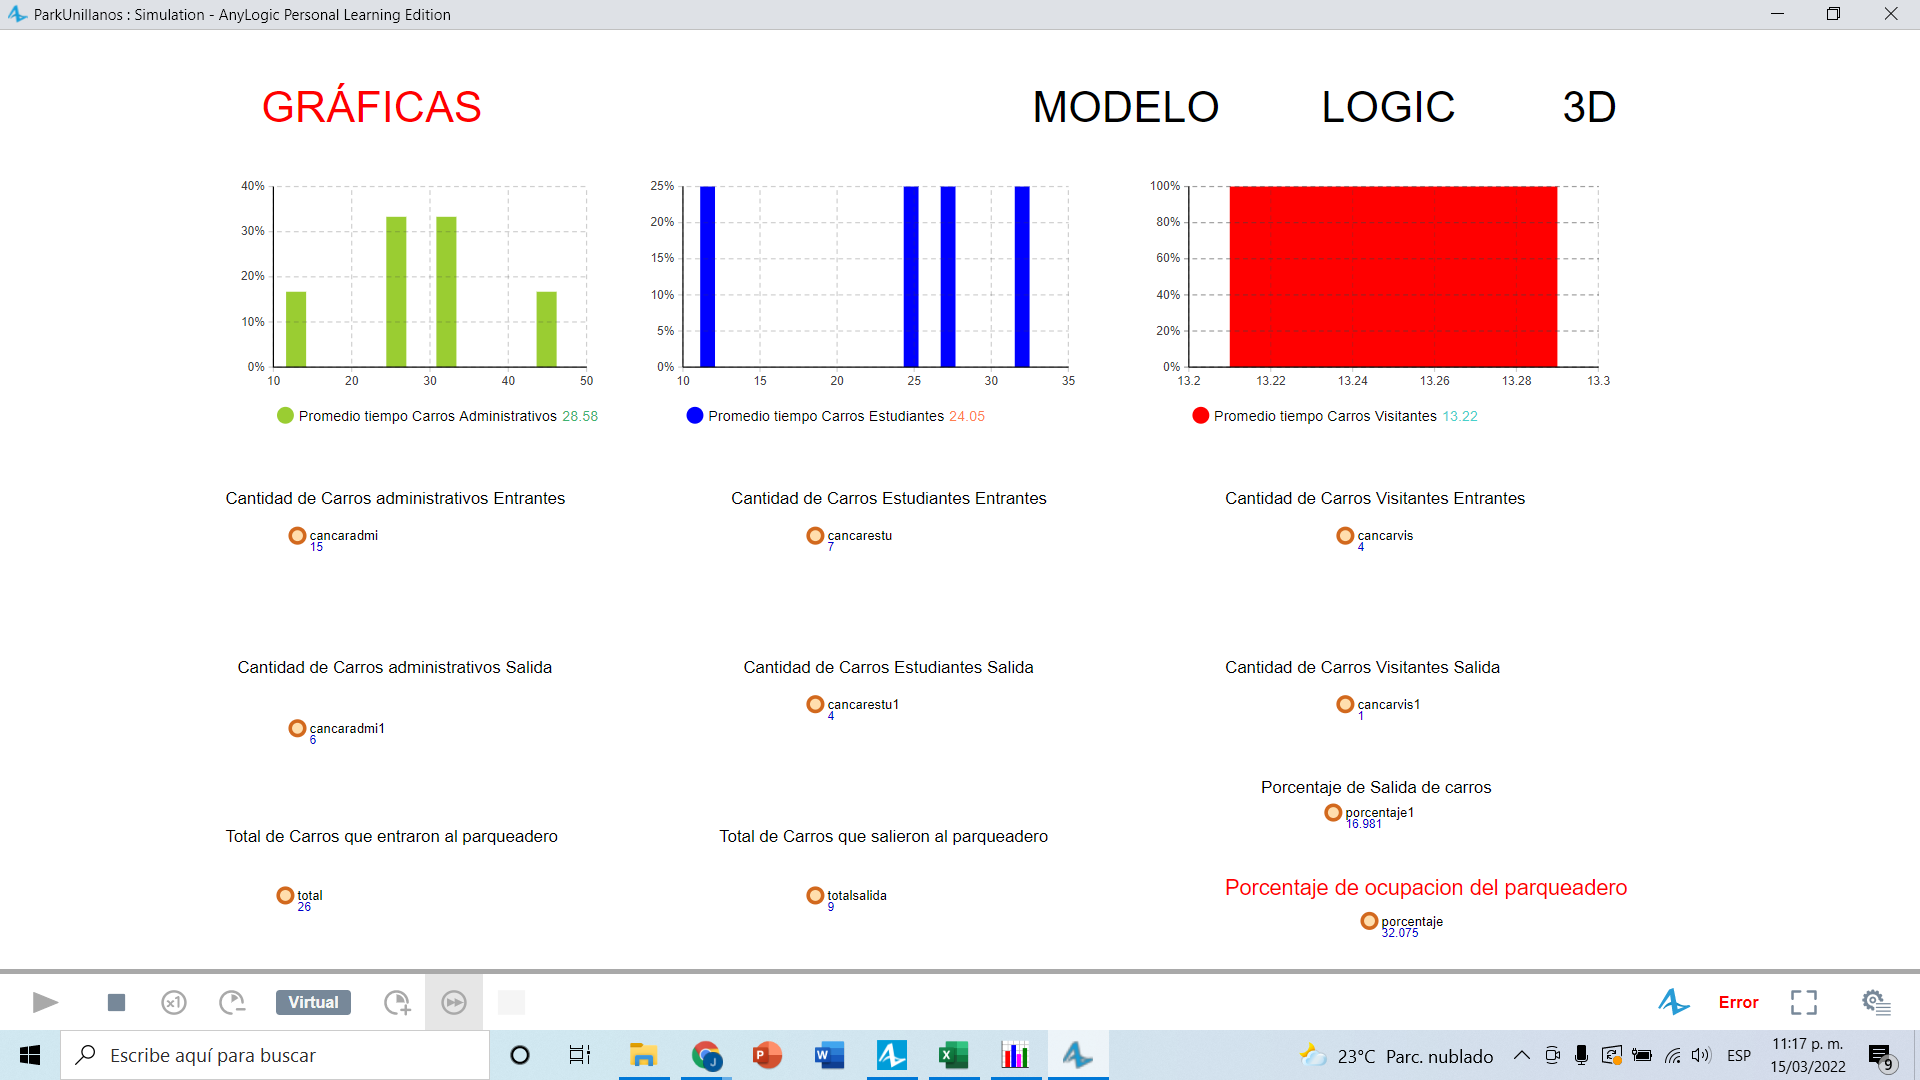 ParkUnillanos : Simulation - AnyLogic Personal Learning Edition
GRÁFICAS
MODELO
LOGIC
3D
40%
30%
20%
10%
0%
10 20 30 40 50
Promedio tiempo Carros Administrativos 28.58
25%
20%
15%
10%
5%
0%
10 15 20 25 30 35
Promedio tiempo Carros Estudiantes 24.05
100%
80%
60%
40%
20%
0%
13.2 13.22 13.24 13.26 13.28 13.3
Promedio tiempo Carros Visitantes 13.22
Cantidad de Carros administrativos Entrantes
cancaradmi
15
Cantidad de Carros Estudiantes Entrantes
cancarestu
7
Cantidad de Carros Visitantes Entrantes
cancarvis
4
Cantidad de Carros administrativos Salida
cancaradmi1
6
Cantidad de Carros Estudiantes Salida
cancarestu1
4
Cantidad de Carros Visitantes Salida
cancarvis1
1
Porcentaje de Salida de carros
porcentaje1
16.981
Total de Carros que entraron al parqueadero
total
26
Total de Carros que salieron al parqueadero
totalsalida
9
Porcentaje de ocupacion del parqueadero
porcentaje
32.075
x1
Virtual
Error
Escribe aquí para buscar
23°C Parc. nublado
ESP
11:17 p. m.
15/03/2022
9